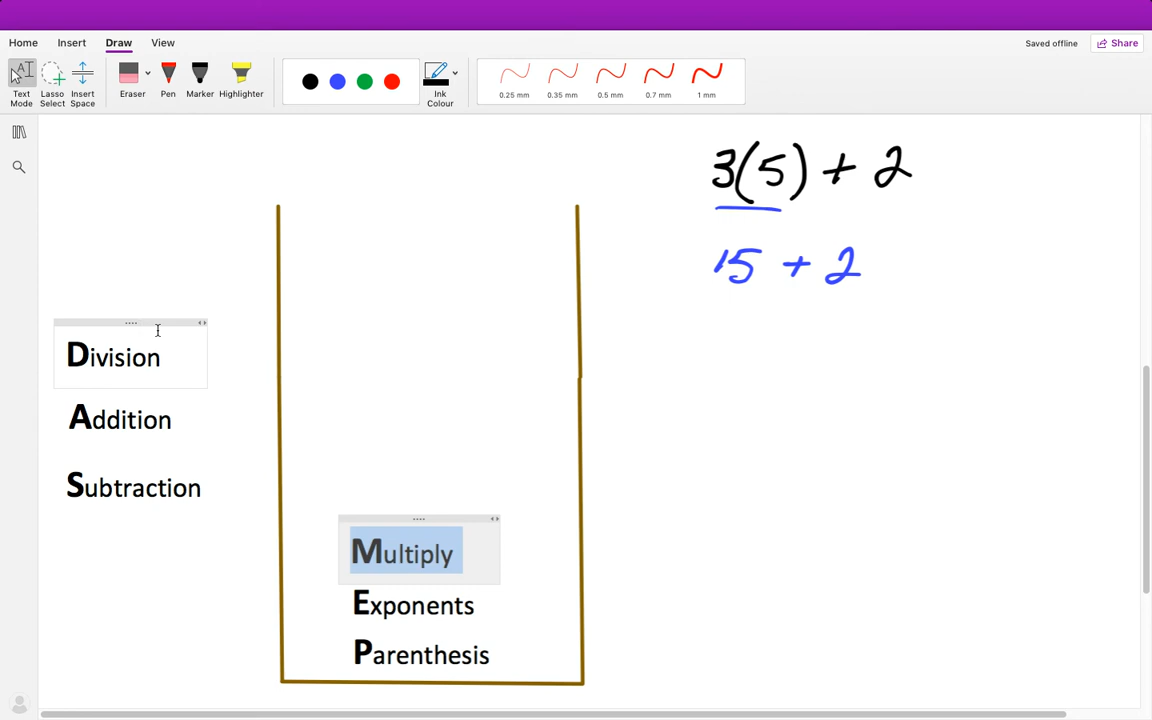 Home Insert Draw View
Saved offline Share
Text Mode
Lasso Select
Insert Space
Eraser
Pen
Marker
Highlighter
Ink Colour
0.25 mm 0.35 mm 0.5 mm 0.7 mm 1 mm
3(5) + 2
15 + 2
Division
Addition
Subtraction
Multiply
Exponents
Parenthesis